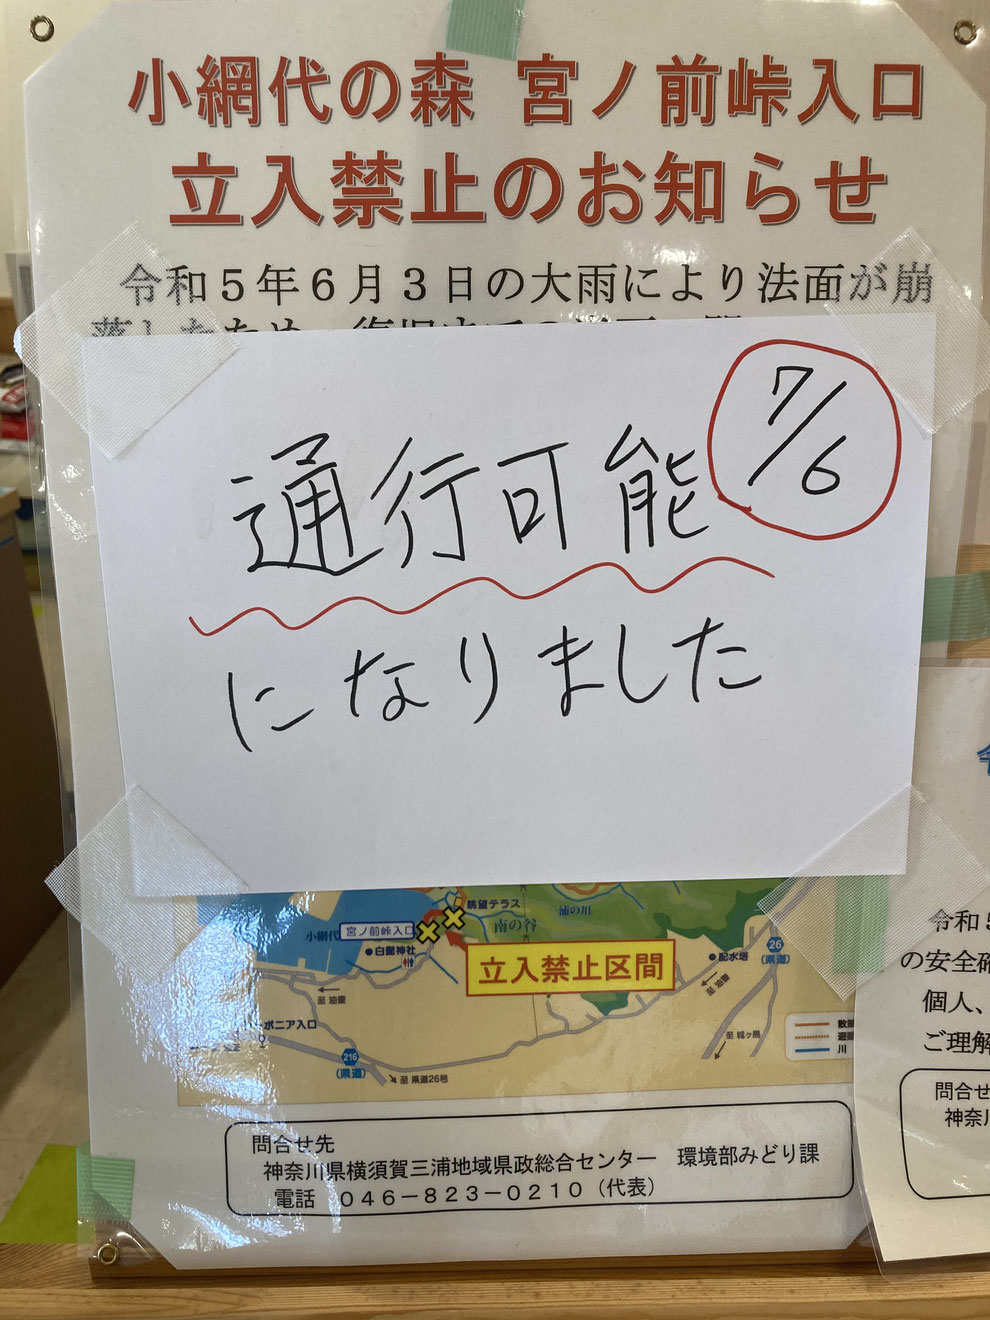 小網代の森 宮ノ前峠入口
立入禁止のお知らせ
令和５年６月３日の大雨により法面が崩
7/6
通行可能
になりました
眺望テラス
浦の川
南の谷
小網代
宮ノ前峠入口
白髭神社
立入禁止区間
配水塔
26
(県道)
至 油壷
至 油壷
ーボニア入口
216
(県道)
至 県道26号
至 城ヶ島
散策
川
問合せ先
神奈川県横須賀三浦地域県政総合センター 環境部みどり課
電話 ０４６－８２３－０２１０（代表）
令和
の安全確
個人、
ご理解
問合せ
神奈川